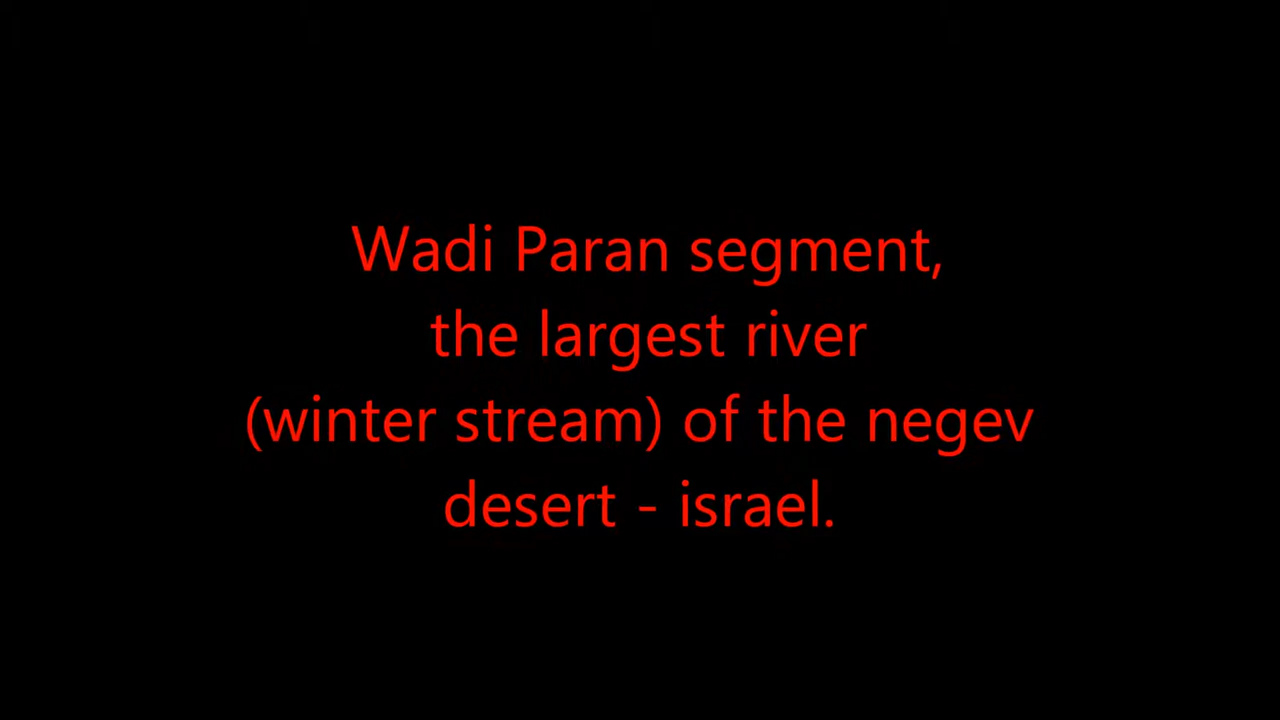 Wadi Paran segment,
the largest river
(winter stream) of the negev
desert - israel.